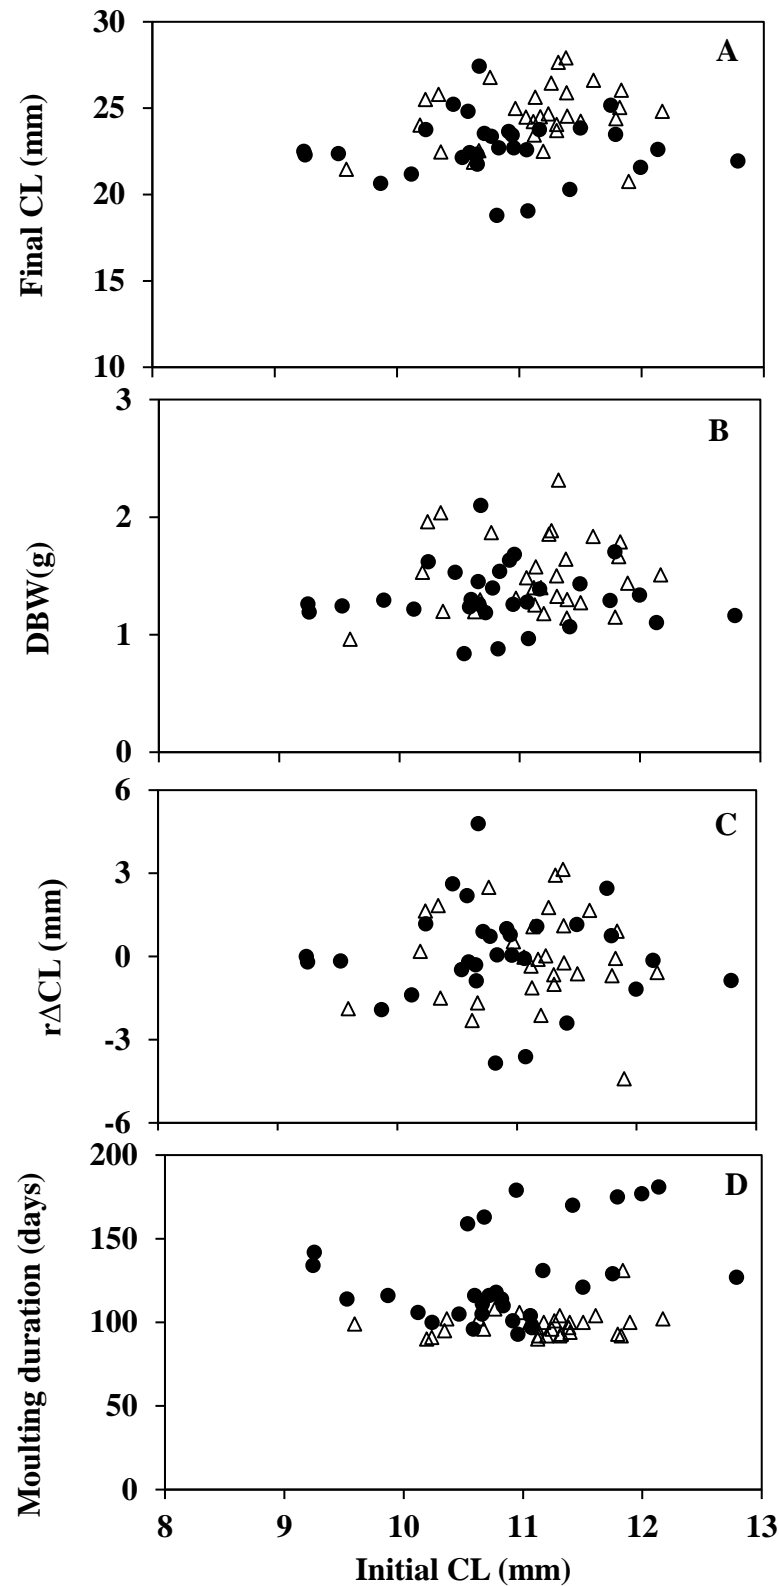 A
Final CL (mm)
30
25
20
15
10
B
DBW(g)
3
2
1
0
C
rΔCL (mm)
6
3
0
-3
-6
D
Moulting duration (days)
200
150
100
50
0
8 9 10 11 12 13
Initial CL (mm)